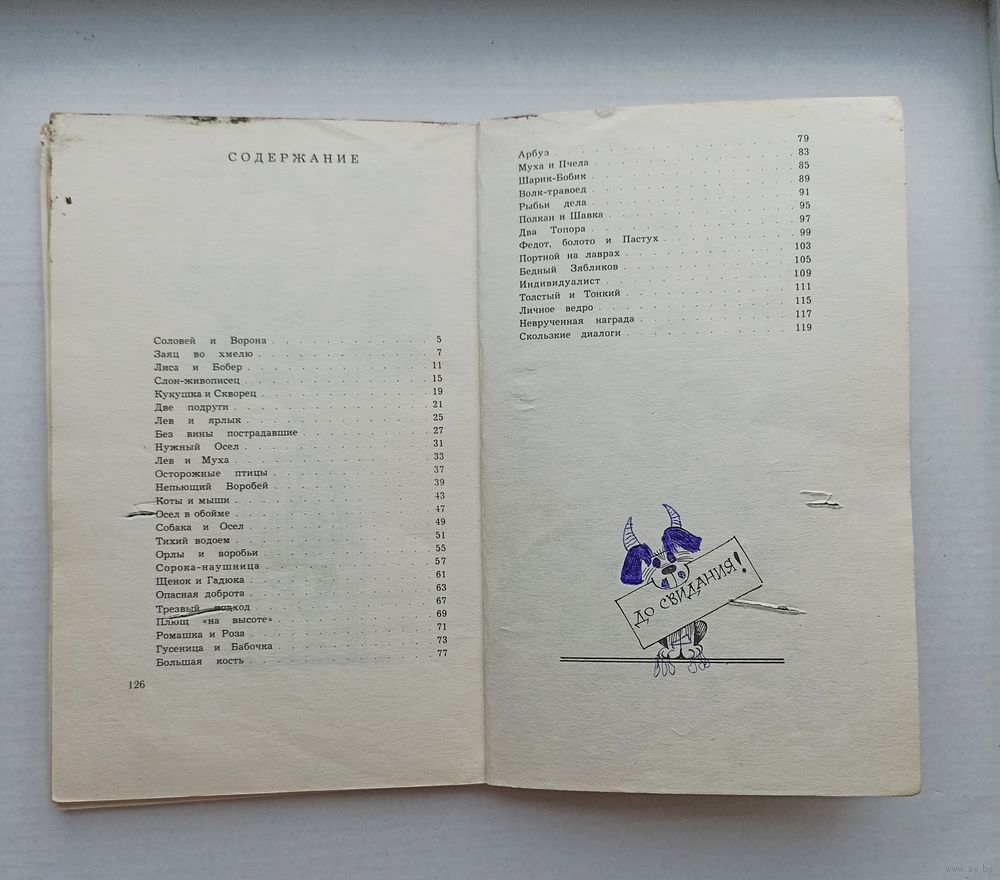 СОДЕРЖАНИЕ
Соловей и Ворона . . . . . 5
Заяц во хмелю . . . . . 7
Лиса и Бобер . . . . . 11
Слон-живописец . . . . . 15
Кукушка и Скворец . . . . . 19
Две подруги . . . . . 21
Лев и ярлык . . . . . 25
Без вины пострадавшие . . . . . 27
Нужный Осел . . . . . 31
Лев и Муха . . . . . 33
Осторожные птицы . . . . . 37
Непьющий Воробей . . . . . 39
Коты и мыши . . . . . 43
Осел в обойме . . . . . 47
Собака и Осел . . . . . 49
Тихий водоем . . . . . 51
Орлы и воробьи . . . . . 55
Сорока-наушница . . . . . 57
Щенок и Гадюка . . . . . 61
Опасная доброта . . . . . 63
Трезвый подход . . . . . 67
Плющ «на высоте» . . . . . 69
Ромашка и Роза . . . . . 71
Гусеница и Бабочка . . . . . 73
Большая кость . . . . . 77
126
Арбуз . . . . . 79
Муха и Пчела . . . . . 83
Шарик-Бобик . . . . . 85
Волк-травоед . . . . . 89
Рыбьи дела . . . . . 91
Полкан и Шавка . . . . . 95
Два Топора . . . . . 97
Федот, болото и Пастух . . . . . 99
Портной на лаврах . . . . . 103
Бедный Зябликов . . . . . 105
Индивидуалист . . . . . 109
Толстый и Тонкий . . . . . 111
Личное ведро . . . . . 115
Неврученная награда . . . . . 117
Скользкие диалоги . . . . . 119
ДО СВИДАНИЯ!
www.ay.by